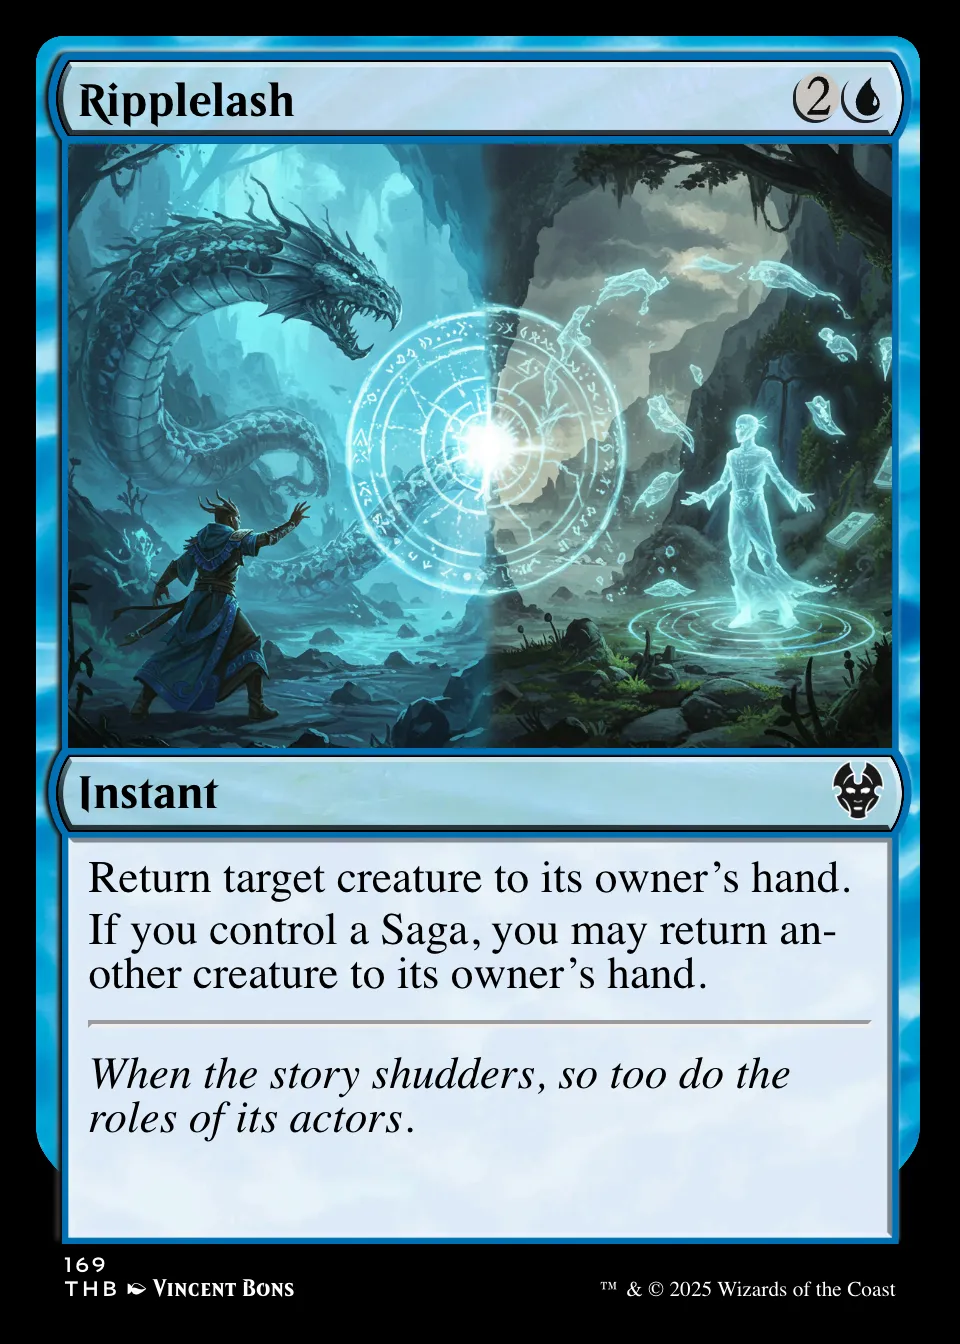 Ripplelash 2
Instant
Return target creature to its owner's hand.
If you control a Saga, you may return an-
other creature to its owner's hand.
When the story shudders, so too do the
roles of its actors.
169
THB Vincent Bons
™ & © 2025 Wizards of the Coast